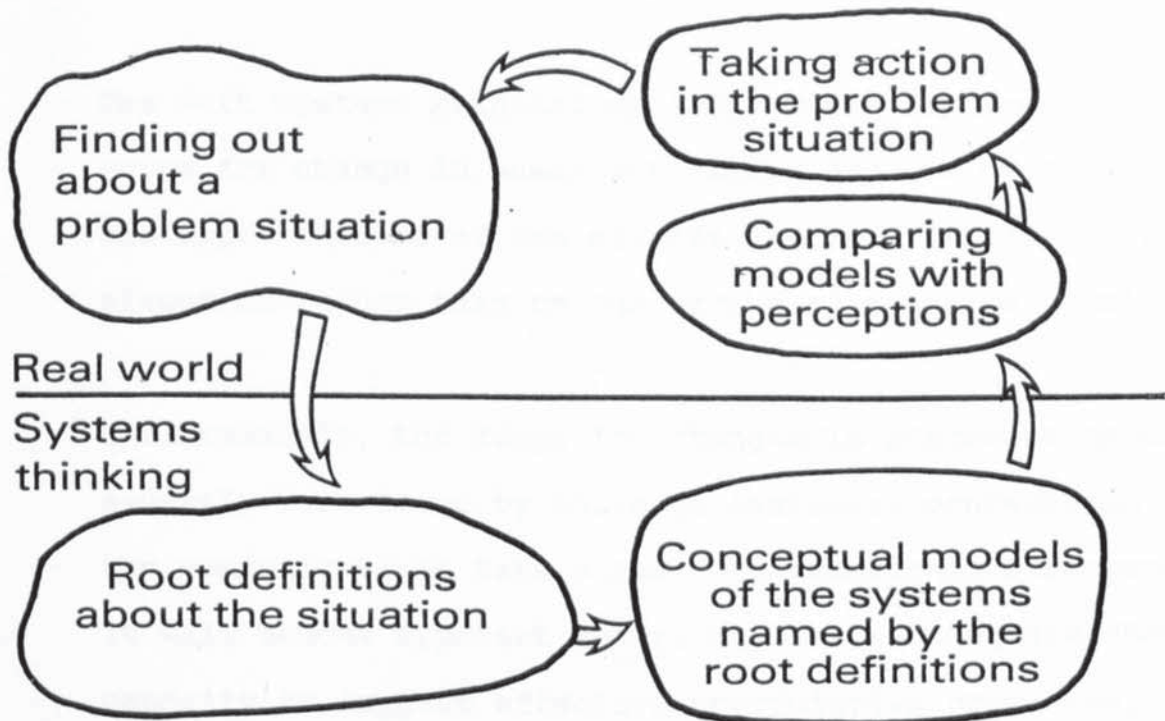 Taking action
in the problem
situation
Finding out
about a
problem situation
Comparing
models with
perceptions
Real world
Systems
thinking
Root definitions
about the situation
Conceptual models
of the systems
named by the
root definitions